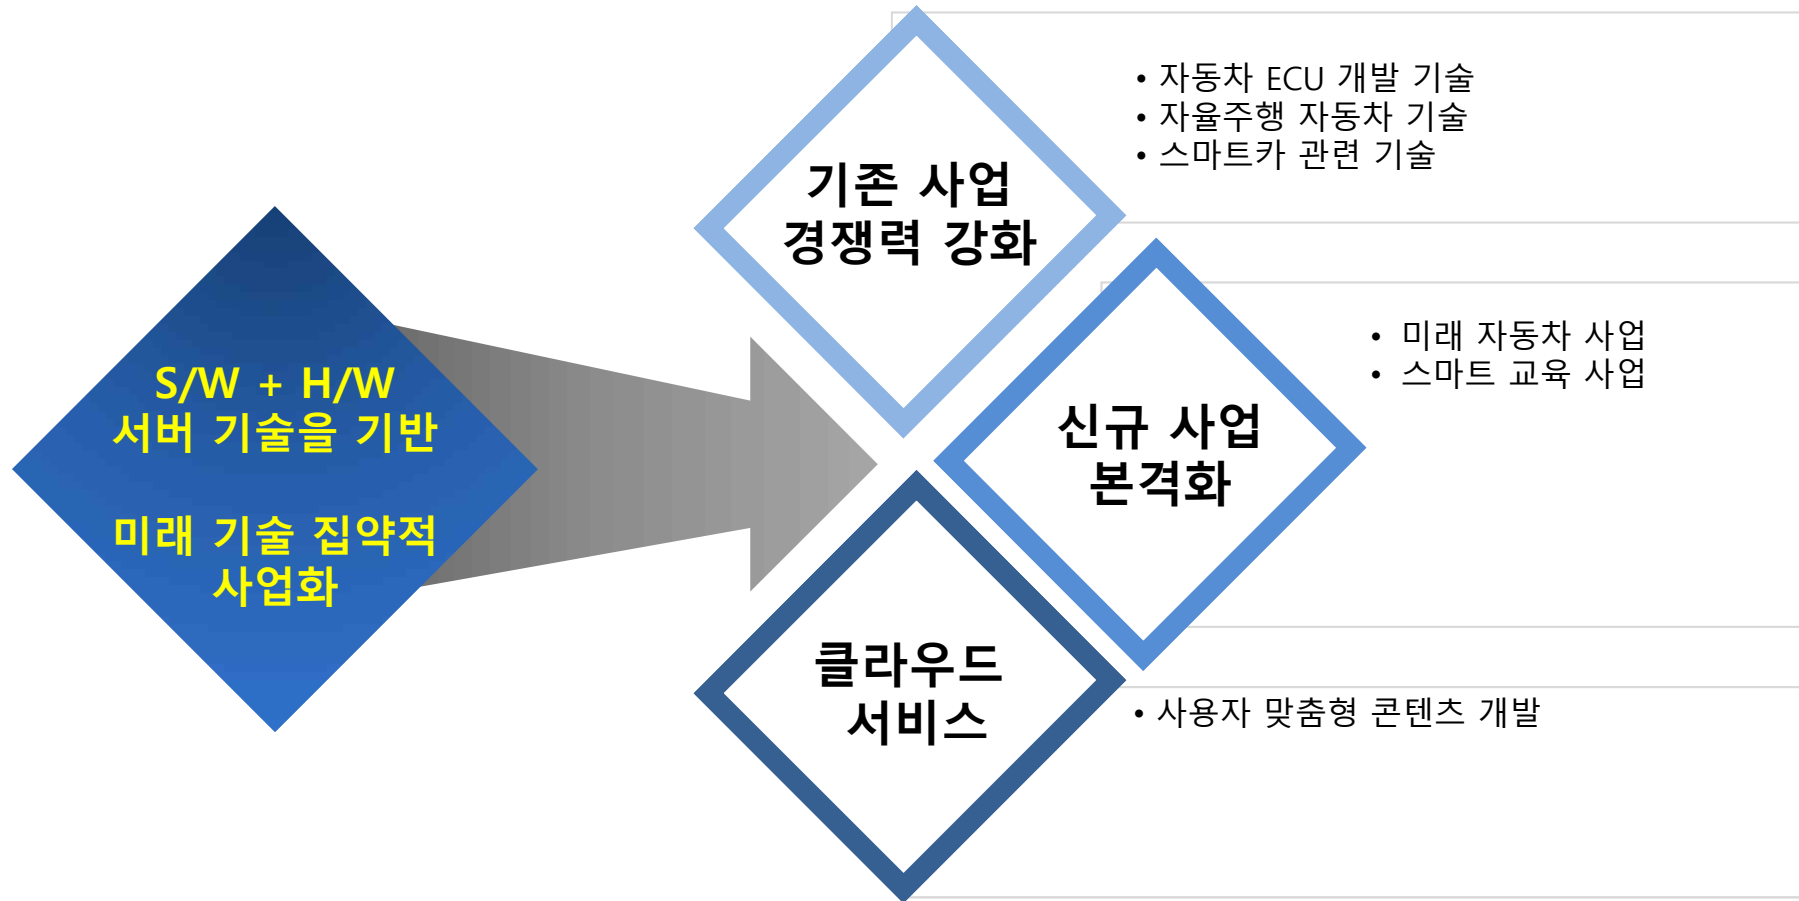 S/W + H/W
서버 기술을 기반
미래 기술 집약적
사업화
기존 사업
경쟁력 강화
• 자동차 ECU 개발 기술
• 자율주행 자동차 기술
• 스마트카 관련 기술
신규 사업
본격화
• 미래 자동차 사업
• 스마트 교육 사업
클라우드
서비스
• 사용자 맞춤형 콘텐츠 개발